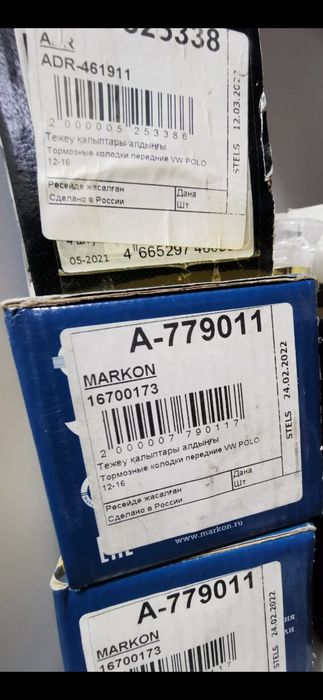 ADR-461911
2 000005 253386
Тежеу қалыптары алдыңғы
Тормозные колодки передние VW POLO
12-16
Ресейде жасалған
Сделано в России
Дана
Шт
STELS 12.03.2022
05-2021
A-779011
MARKON
16700173
2 000007 790117
Тежеу қалыптары алдыңғы
Тормозные колодки передние VW POLO
12-16
Ресейде жасалған
Сделано в России
Дана
Шт
STELS 24.02.2022
www.markon.ru
A-779011
MARKON
16700173
STELS 24.02.2022